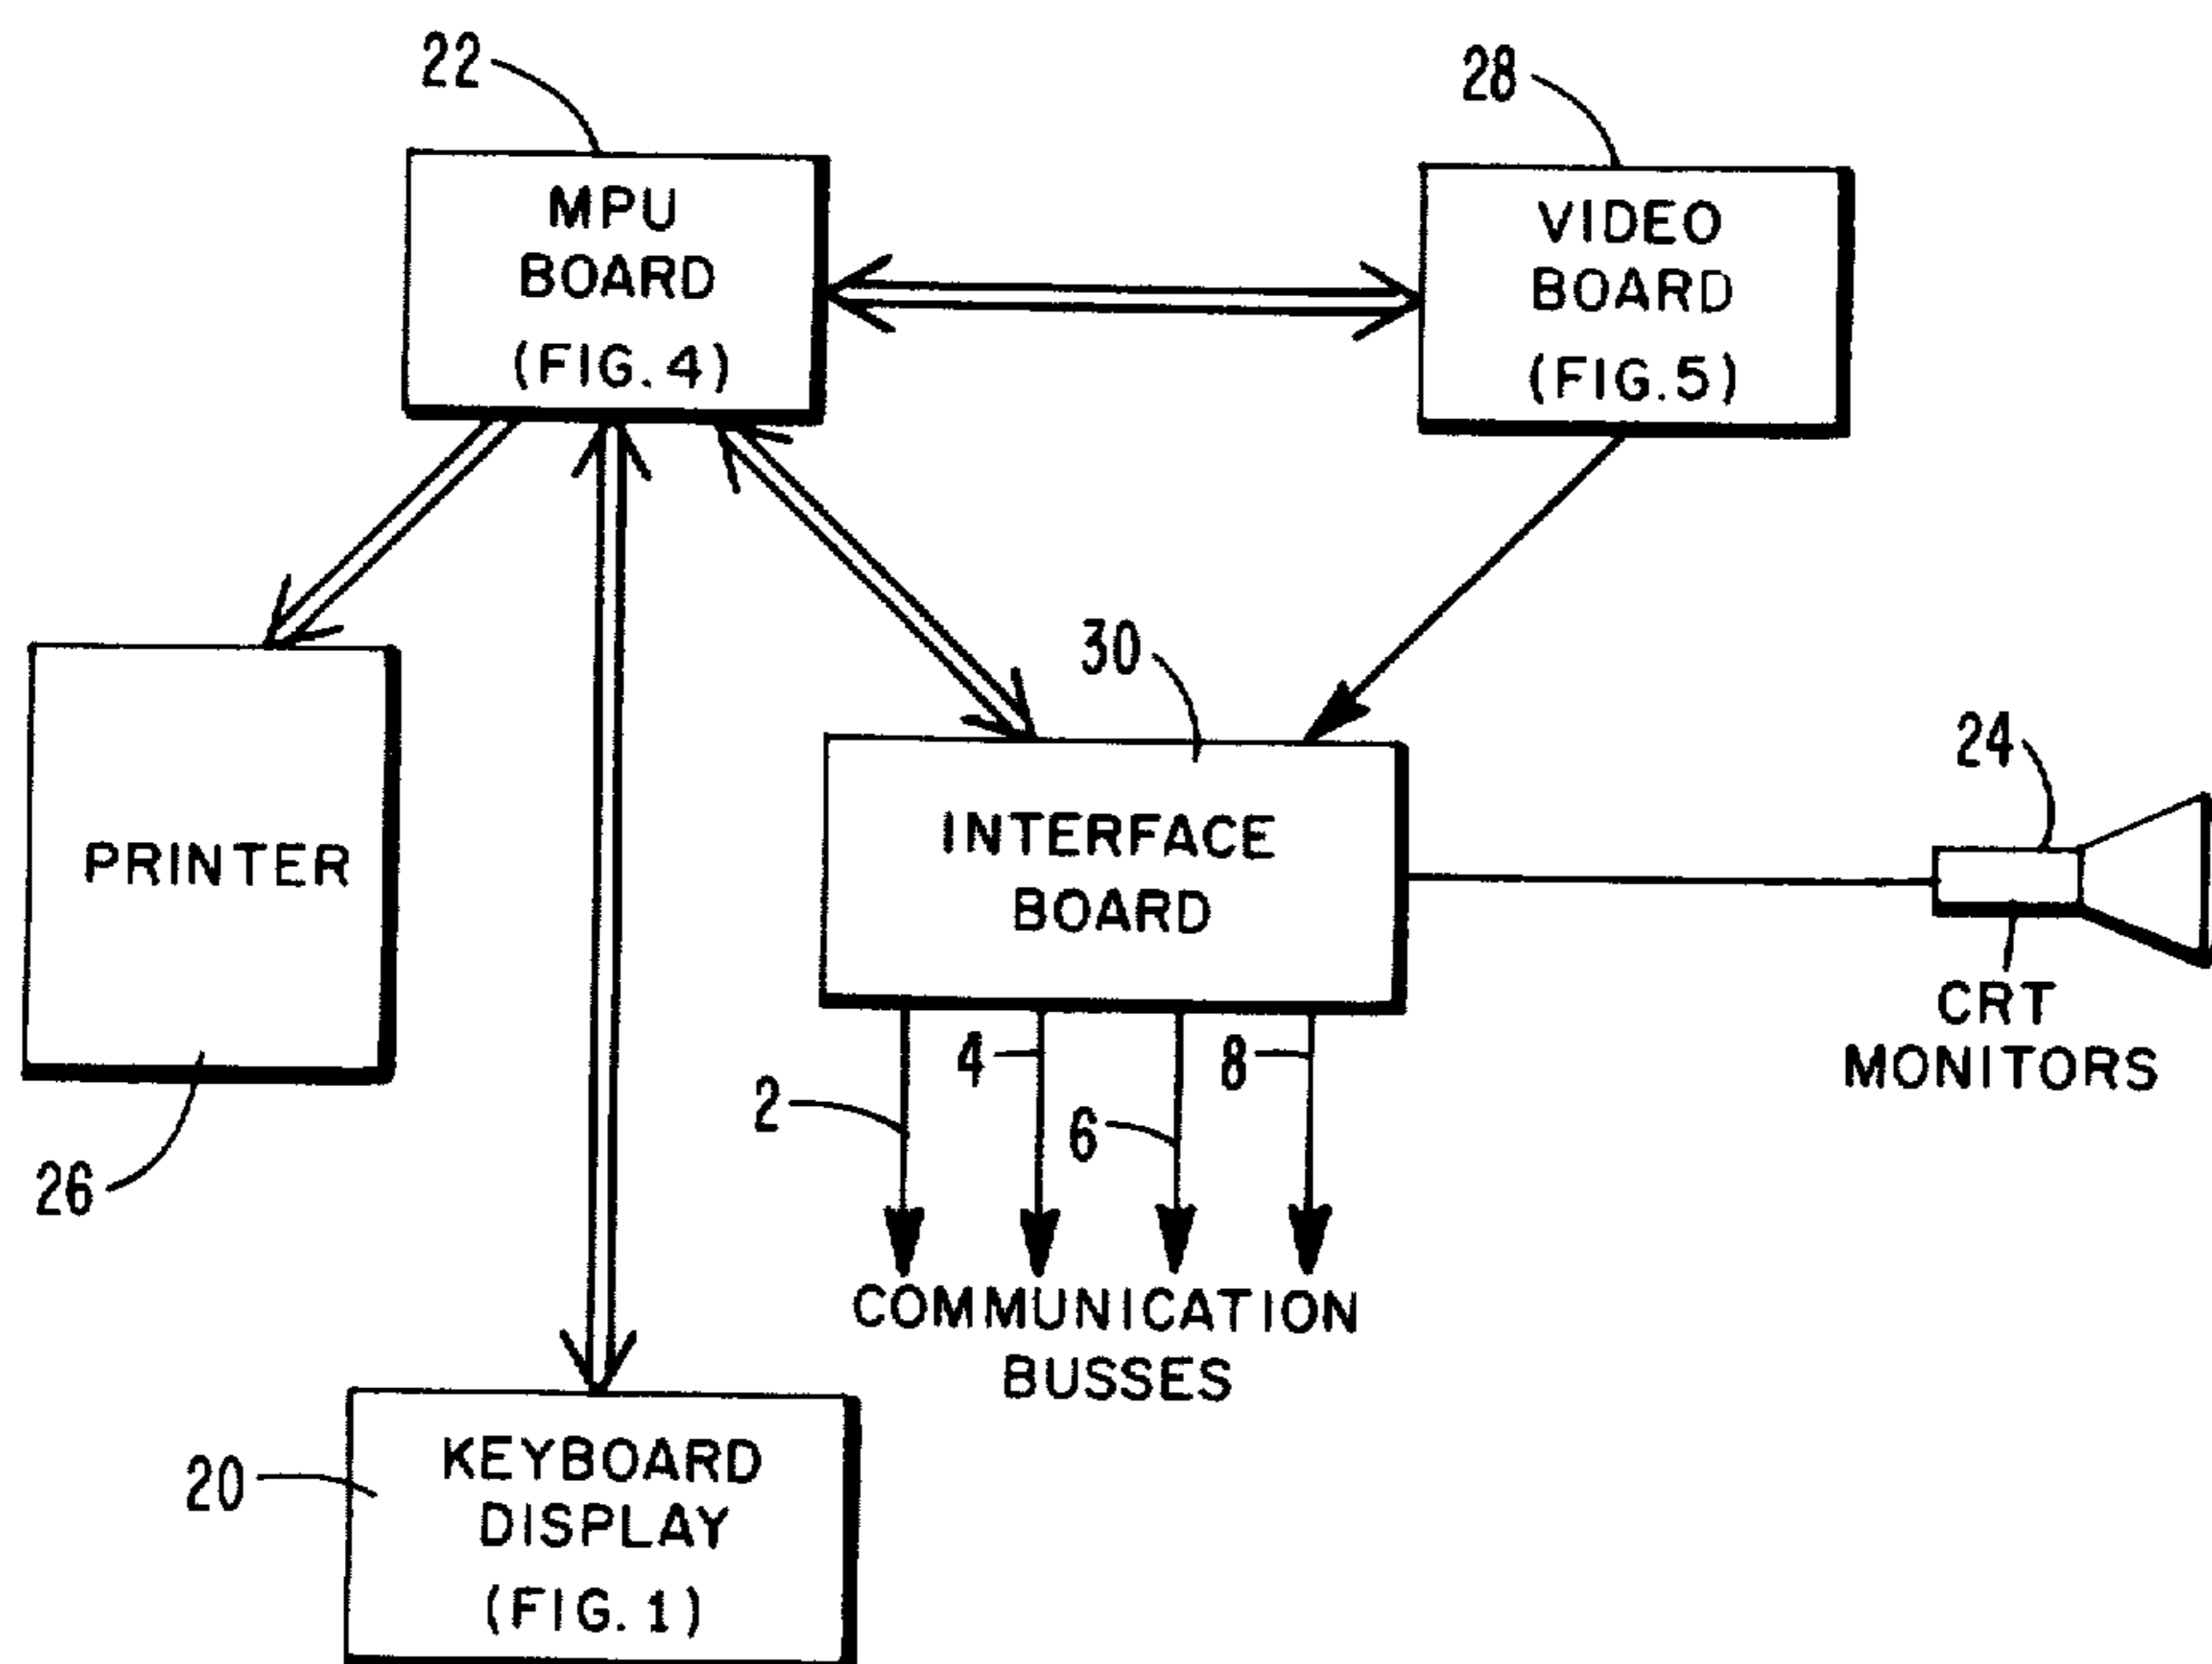 22
28
MPU
BOARD
(FIG. 4)
VIDEO
BOARD
(FIG. 5)
30
24
PRINTER
INTERFACE
BOARD
CRT
MONITORS
2
4
6
8
26
COMMUNICATION
BUSSES
20
KEYBOARD
DISPLAY
(FIG. 1)